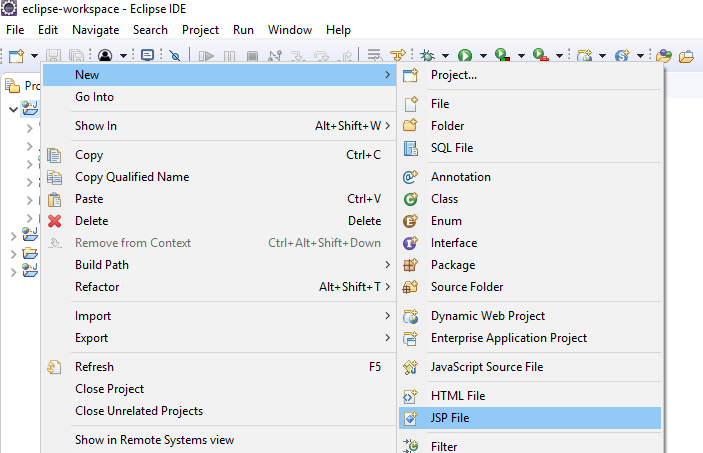 eclipse-workspace - Eclipse IDE
File Edit Navigate Search Project Run Window Help
Pro
New
Go Into
Show In Alt+Shift+W
Copy Ctrl+C
Copy Qualified Name
Paste Ctrl+V
Delete Delete
Remove from Context Ctrl+Alt+Shift+Down
Build Path
Refactor Alt+Shift+T
Import
Export
Refresh F5
Close Project
Close Unrelated Projects
Show in Remote Systems view
Project...
File
Folder
SQL File
Annotation
Class
Enum
Interface
Package
Source Folder
Dynamic Web Project
Enterprise Application Project
JavaScript Source File
HTML File
JSP File
Filter